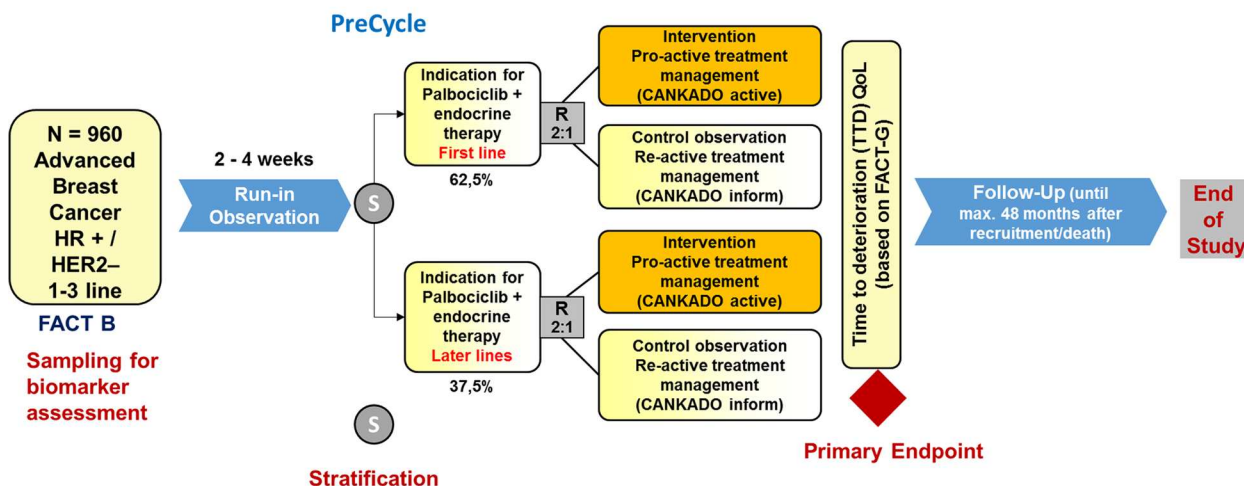 PreCycle
N = 960
Advanced
Breast
Cancer
HR + /
HER2–
1-3 line
FACT B
Sampling for
biomarker
assessment
2 - 4 weeks
Run-in
Observation
S
Indication for
Palbociclib +
endocrine
therapy
First line
62,5%
R
2:1
Intervention
Pro-active treatment
management
(CANKADO active)
Control observation
Re-active treatment
management
(CANKADO inform)
Indication for
Palbociclib +
endocrine
therapy
Later lines
37,5%
R
2:1
Intervention
Pro-active treatment
management
(CANKADO active)
Control observation
Re-active treatment
management
(CANKADO inform)
S
Stratification
Time to deterioration (TTD) QoL
(based on FACT-G)
Primary Endpoint
Follow-Up (until
max. 48 months after
recruitment/death)
End
of
Study